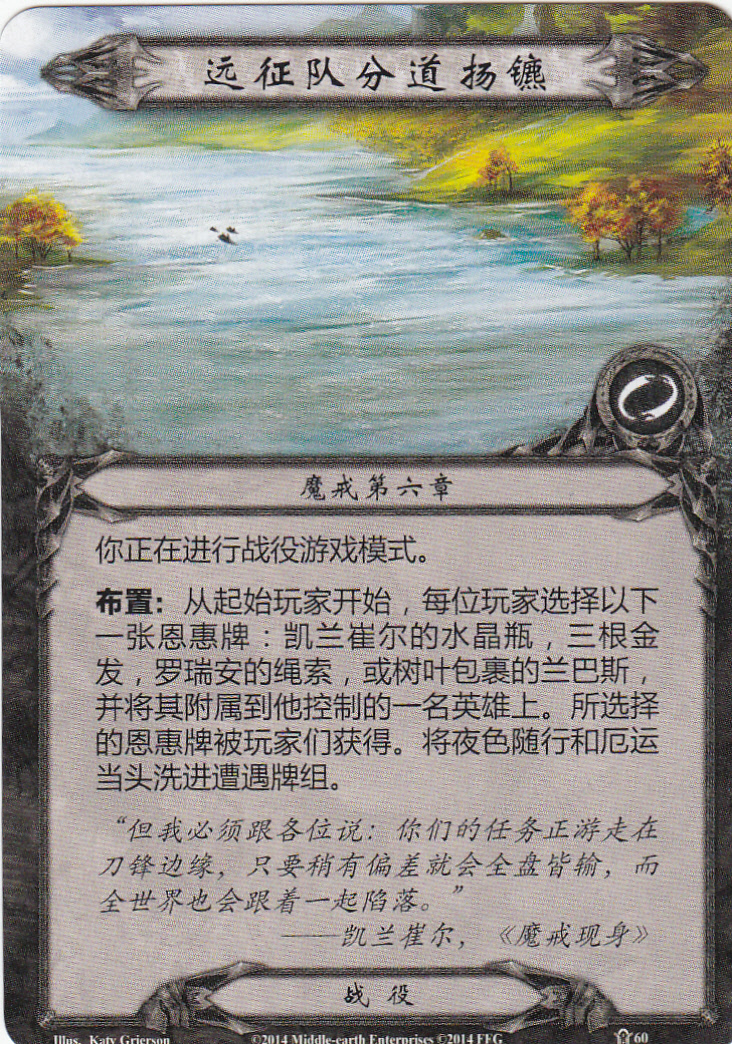 远征队分道扬镳
魔戒第六章
你正在进行战役游戏模式。
布置：从起始玩家开始，每位玩家选择以下
一张恩惠牌：凯兰崔尔的水晶瓶，三根金
发，罗瑞安的绳索，或树叶包裹的兰巴斯，
并将其附属到他控制的一名英雄上。所选择
的恩惠牌被玩家们获得。将夜色随行和厄运
当头洗进遭遇牌组。
“但我必须跟各位说：你们的任务正游走在
刀锋边缘，只要稍有偏差就会全盘皆输，而
全世界也会跟着一起陷落。”
——凯兰崔尔，《魔戒现身》
战役
Illus. Katy Grierson ©2014 Middle-earth Enterprises ©2014 FFG 60